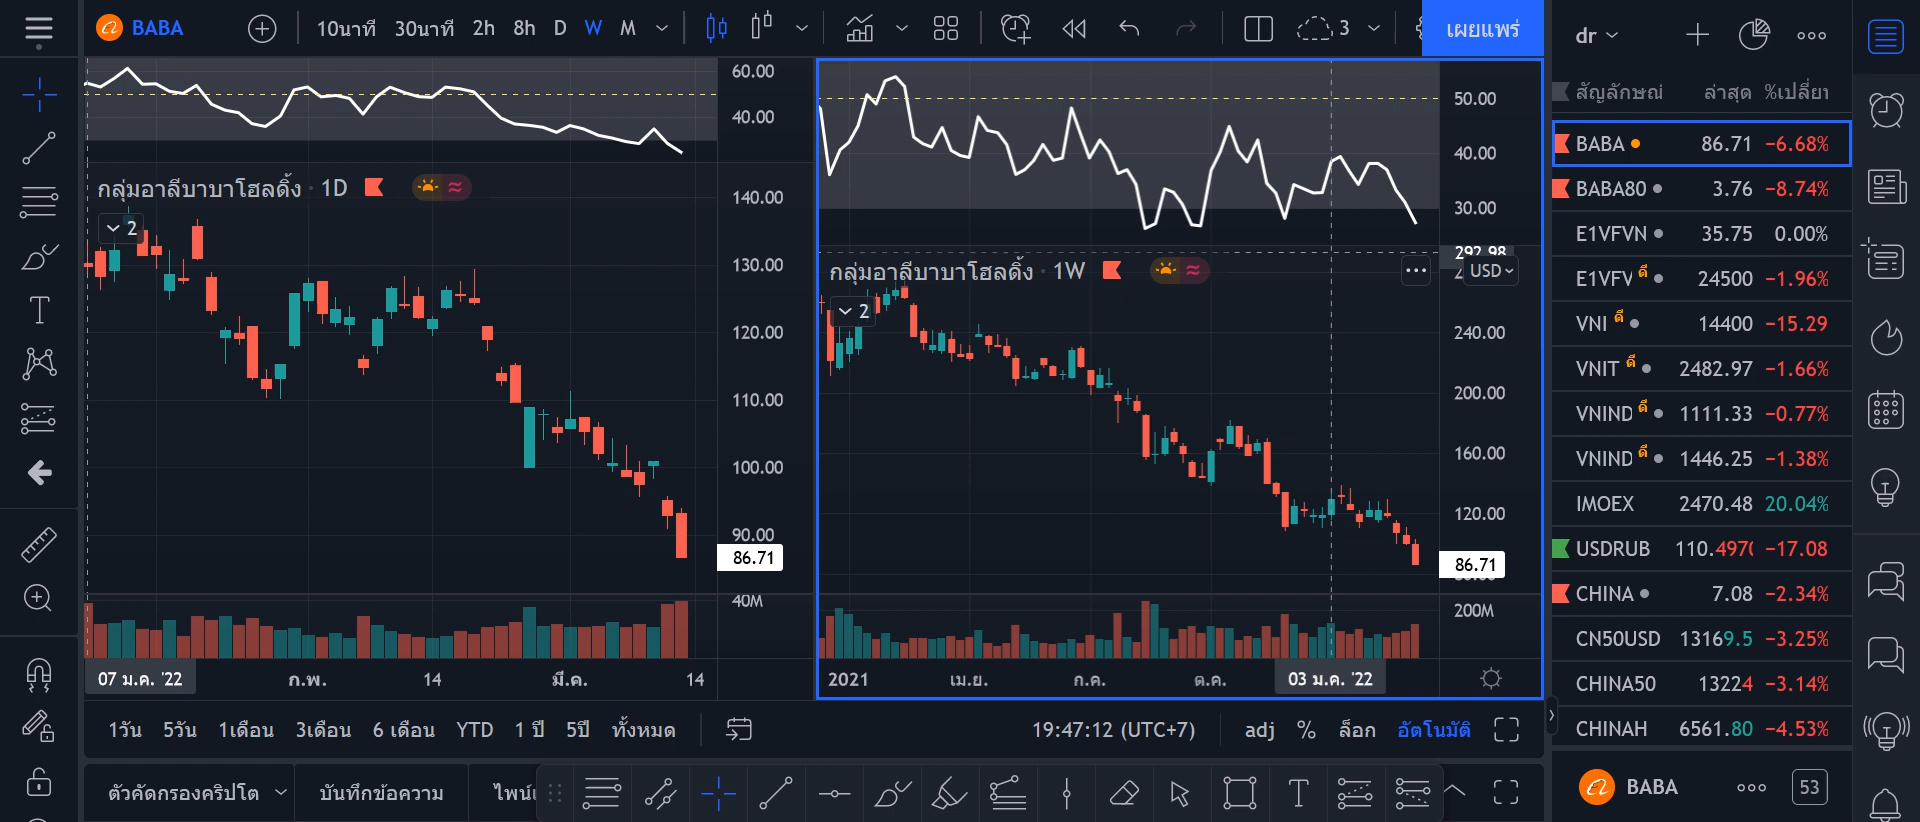 BABA
10นาที 30นาที 2h 8h D W M
3
เผยแพร่
dr
60.00
40.00
กลุ่มอาลีบาบาโฮลดิ้ง · 1D
2
140.00
130.00
120.00
110.00
100.00
90.00
86.71
40M
07 ม.ค. '22 ก.พ. 14 มี.ค. 14
50.00
40.00
30.00
292.98
กลุ่มอาลีบาบาโฮลดิ้ง · 1W
USD
2
240.00
200.00
160.00
120.00
86.71
200M
2021 เม.ย. ก.ค. ต.ค. 03 ม.ค. '22
1วัน 5วัน 1เดือน 3เดือน 6 เดือน YTD 1 ปี 5ปี ทั้งหมด
19:47:12 (UTC+7) adj % ล็อก อัตโนมัติ
ตัวคัดกรองคริปโต บันทึกข้อความ
T
สัญลักษณ์ ล่าสุด
BABA 86.71 −6.68%
BABA80 3.76 −8.74%
E1VFVN 35.75 0.00%
E1VFV ดี 24500 −1.96%
VNI ดี 14400 −15.29
VNIT ดี 2482.97 −1.66%
VNIND ดี 1111.33 −0.77%
VNIND ดี 1446.25 −1.38%
IMOEX 2470.48 20.04%
USDRUB 110.497 −17.08
CHINA 7.08 −2.34%
CN50USD 13169.5 −3.25%
CHINA50 13224 −3.14%
CHINAH 6561.80 −4.53%
BABA 53